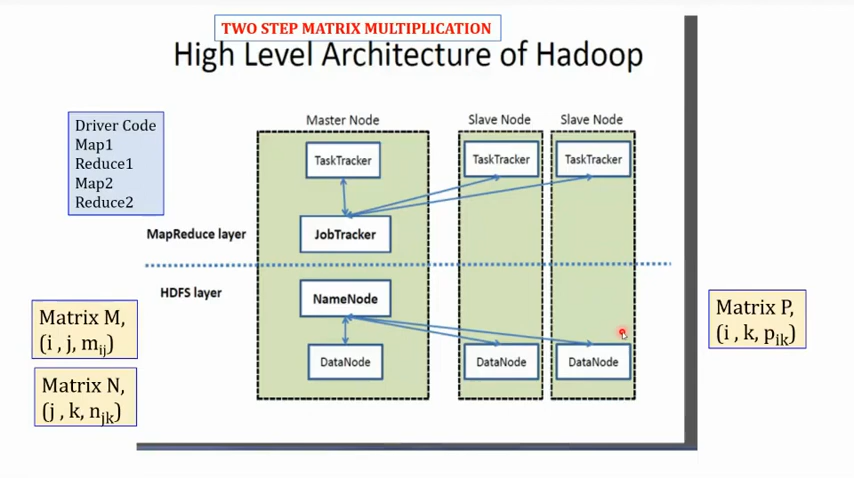 TWO STEP MATRIX MULTIPLICATION
High Level Architecture of Hadoop
Driver Code
Map1
Reduce1
Map2
Reduce2
Master Node
Slave Node
Slave Node
TaskTracker
TaskTracker
TaskTracker
MapReduce layer
JobTracker
HDFS layer
NameNode
DataNode
DataNode
DataNode
Matrix M,
(i , j, mij)
Matrix N,
(j , k, njk)
Matrix P,
(i , k, pik)